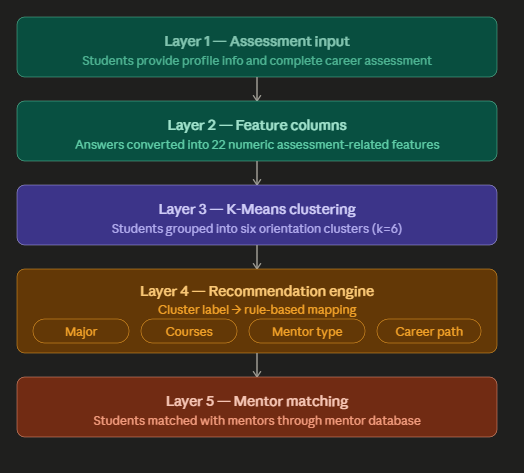 Layer 1 — Assessment input
Students provide profile info and complete career assessment
Layer 2 — Feature columns
Answers converted into 22 numeric assessment-related features
Layer 3 — K-Means clustering
Students grouped into six orientation clusters (k=6)
Layer 4 — Recommendation engine
Cluster label → rule-based mapping
Major Courses Mentor type Career path
Layer 5 — Mentor matching
Students matched with mentors through mentor database